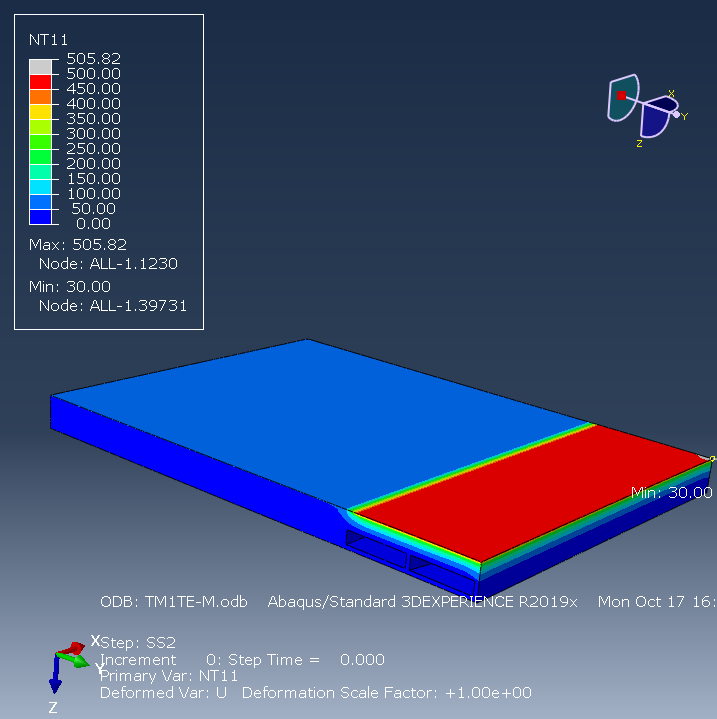 NT11
505.82
500.00
450.00
400.00
350.00
300.00
250.00
200.00
150.00
100.00
50.00
0.00
Max: 505.82
Node: ALL-1.1230
Min: 30.00
Node: ALL-1.39731
X
Y
Z
Min: 30.00
ODB: TM1TE-M.odb    Abaqus/Standard 3DEXPERIENCE R2019x    Mon Oct 17 16:
X
Y
Z
Step: SS2
Increment      0: Step Time =    0.000
Primary Var: NT11
Deformed Var: U   Deformation Scale Factor: +1.00e+00